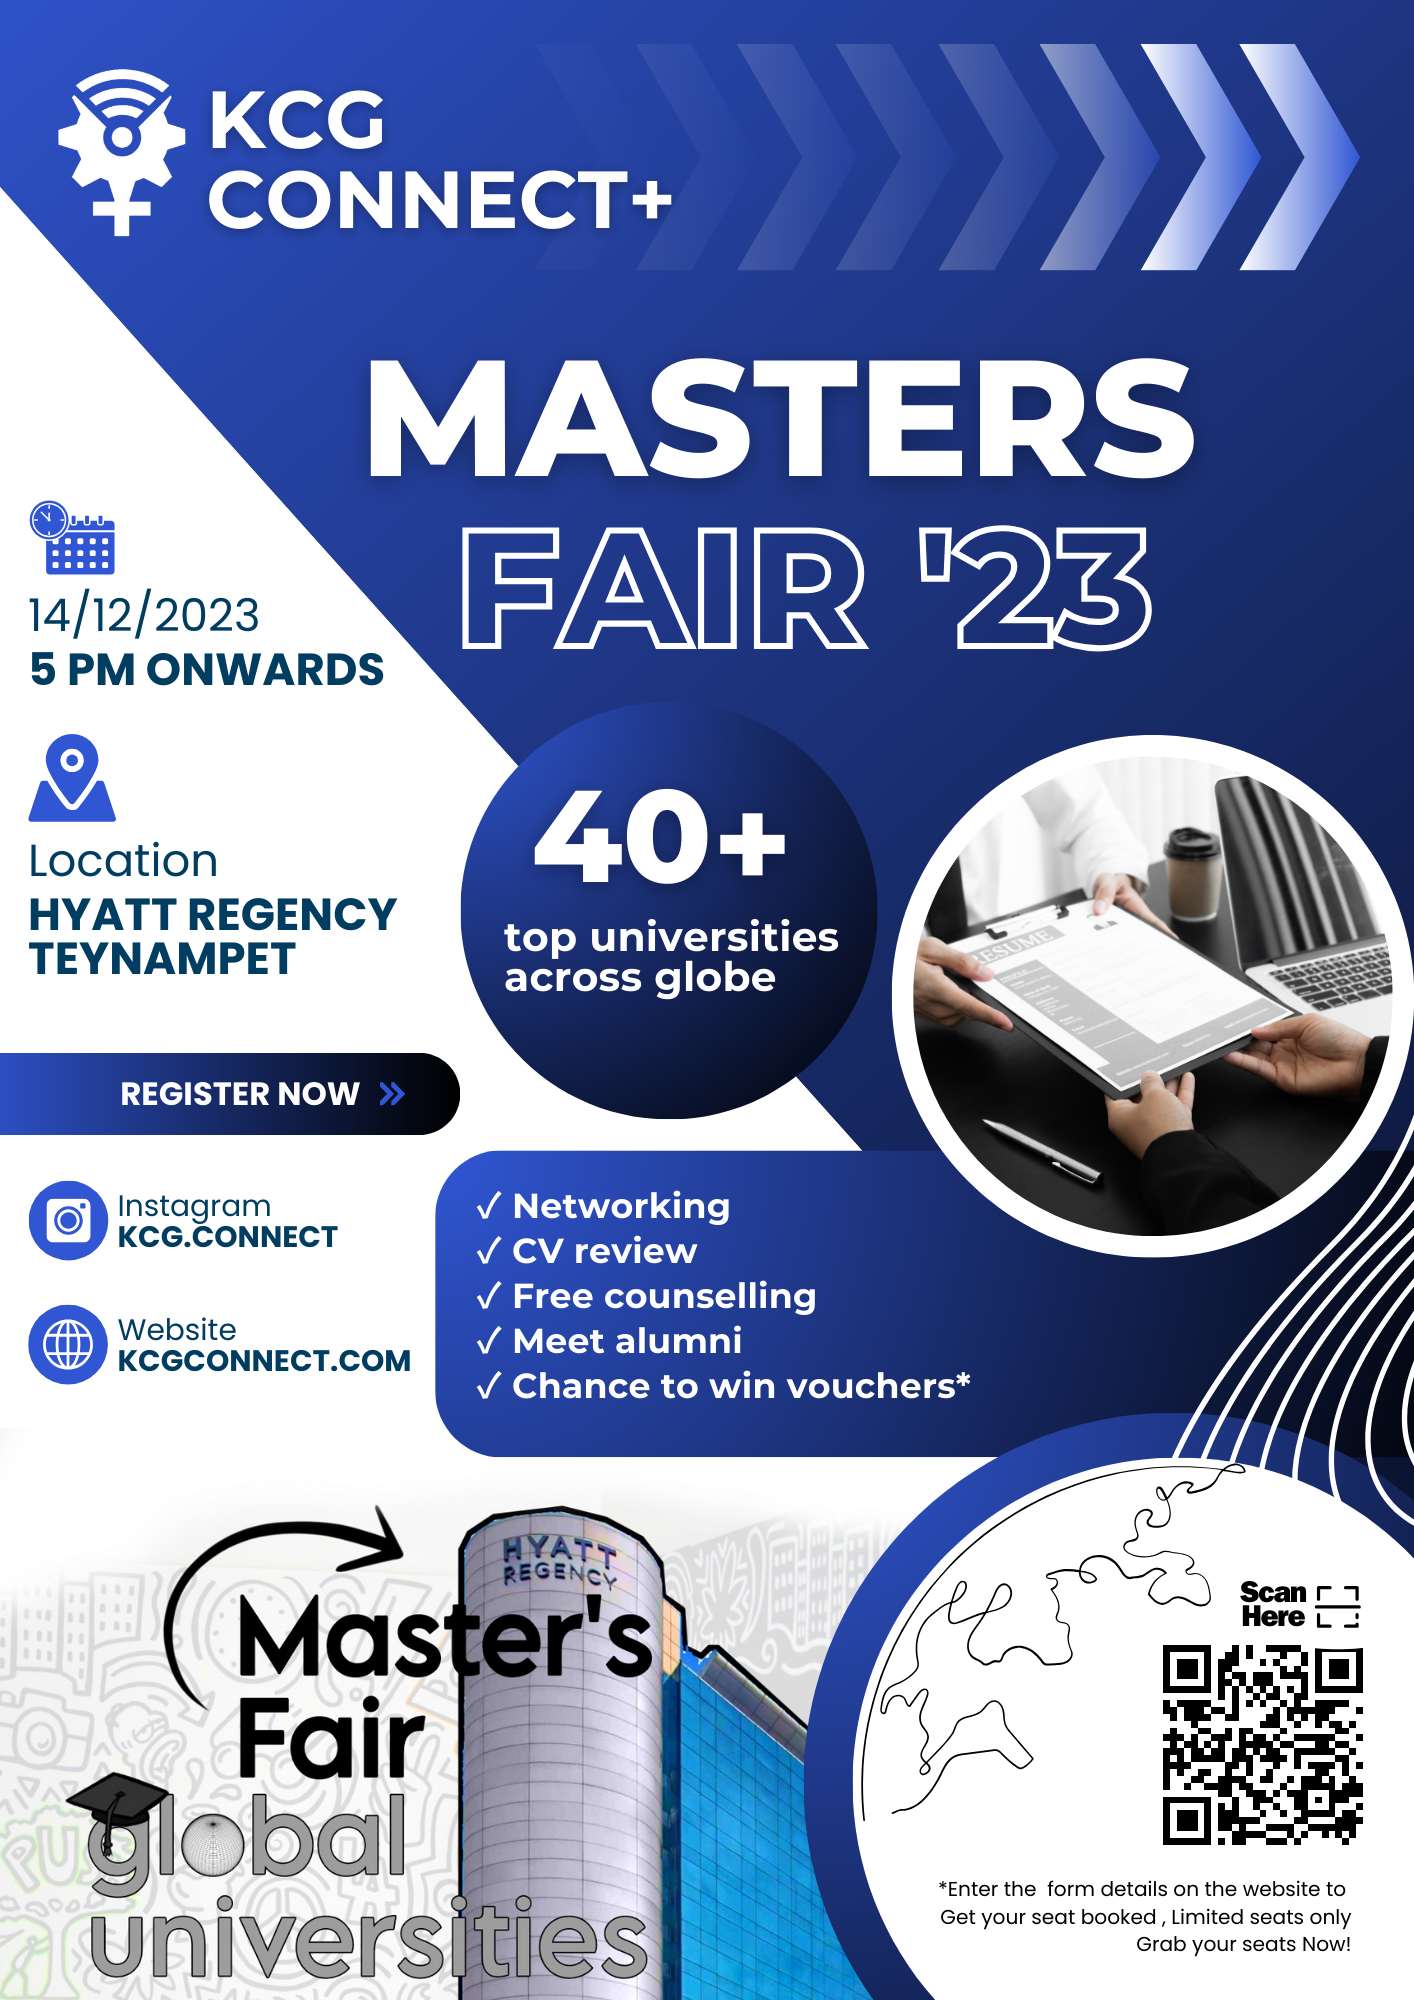 KCG
CONNECT+
MASTERS
FAIR '23
14/12/2023
5 PM ONWARDS
Location
HYATT REGENCY
TEYNAMPET
40+
top universities
across globe
RESUME
REGISTER NOW
Instagram
KCG.CONNECT
Website
KCGCONNECT.COM
✓ Networking
✓ CV review
✓ Free counselling
✓ Meet alumni
✓ Chance to win vouchers*
HYATT
REGENCY
Master's
Fair
global
universities
Scan
Here
*Enter the form details on the website to
Get your seat booked , Limited seats only
Grab your seats Now!